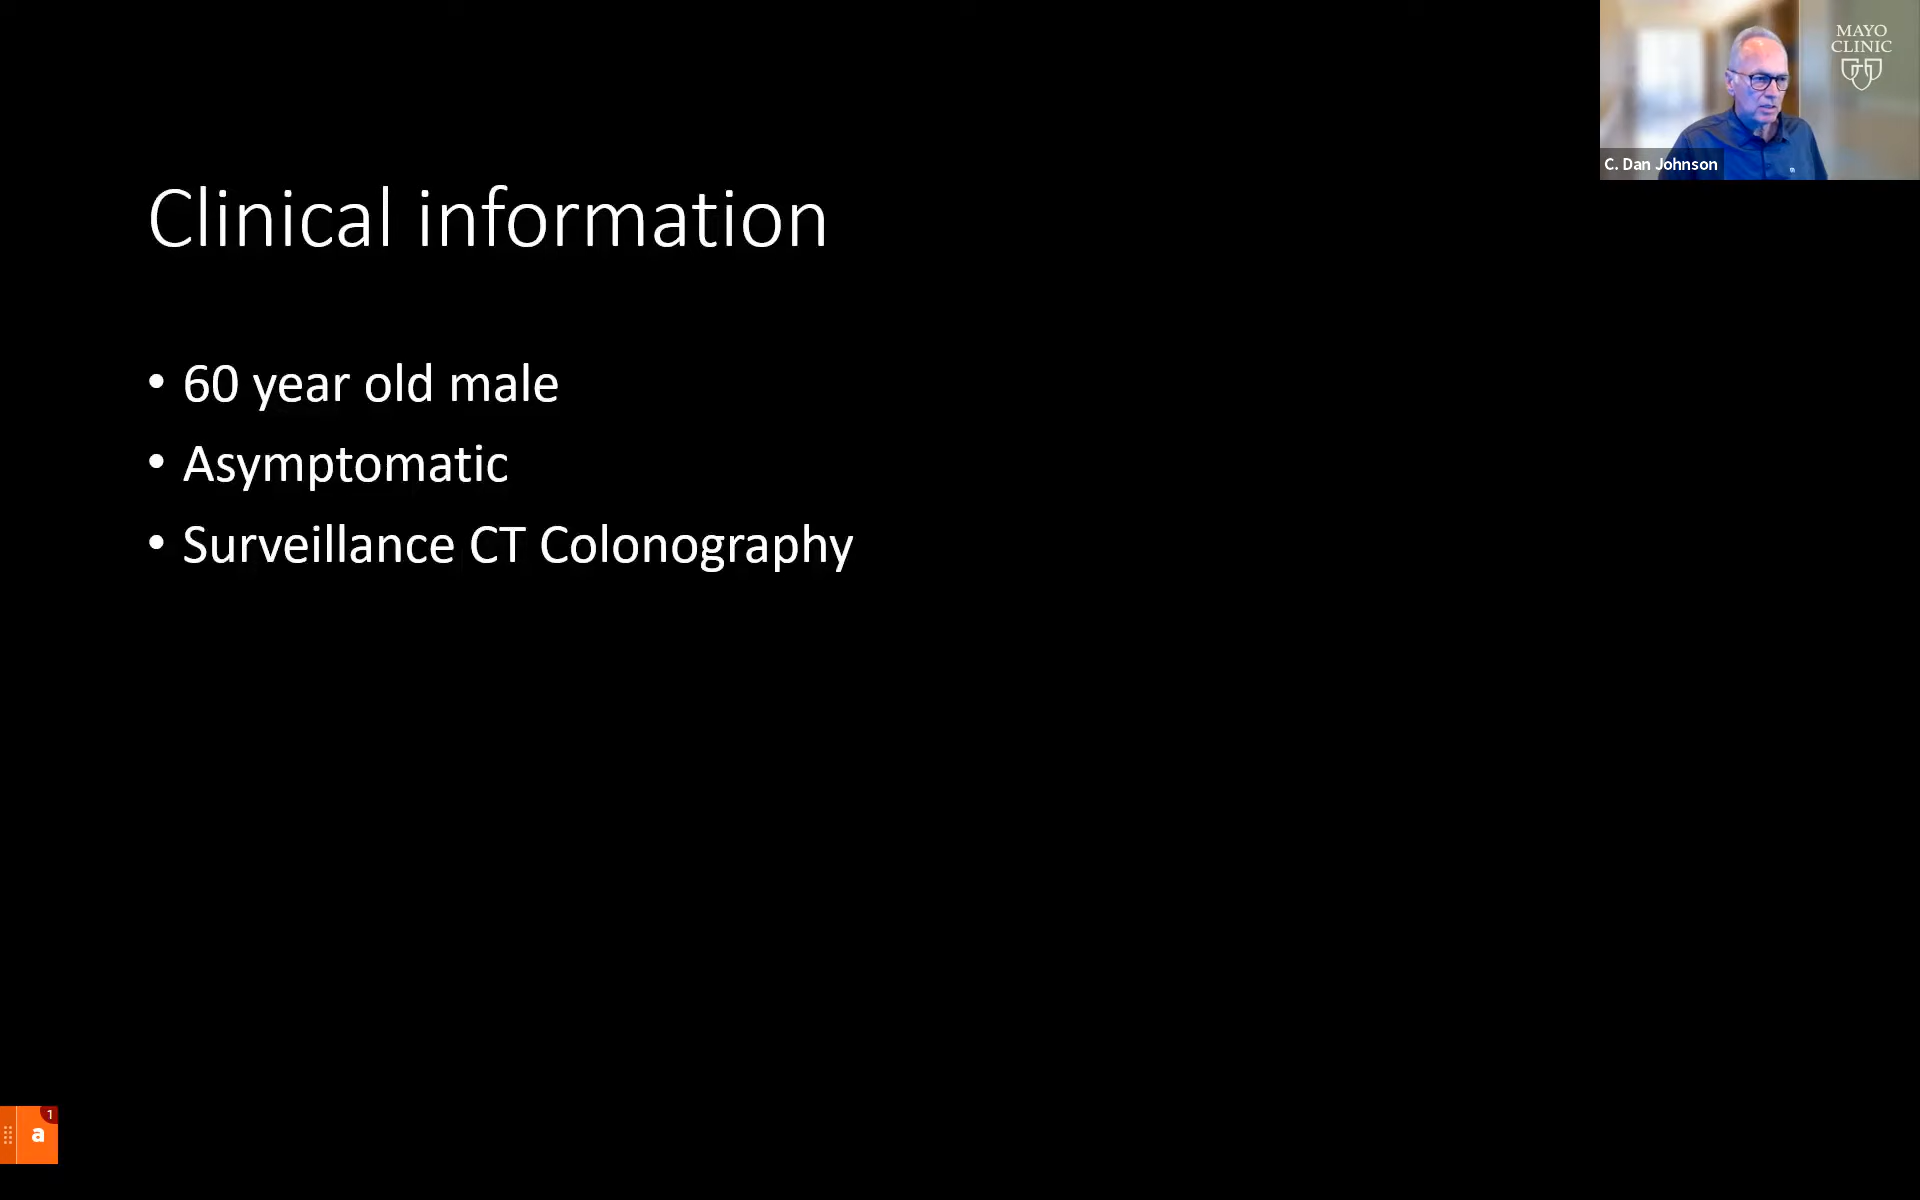 MAYO
CLINIC
C. Dan Johnson
Clinical information
• 60 year old male
• Asymptomatic
• Surveillance CT Colonography
1
a